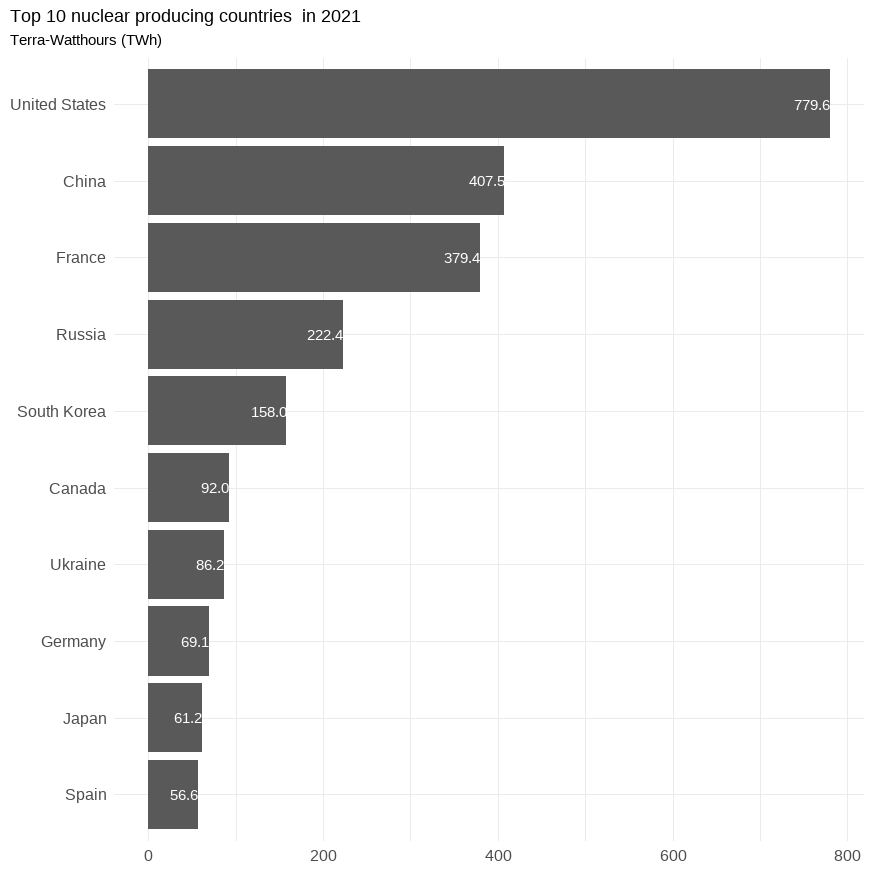 Top 10 nuclear producing countries  in 2021
Terra-Watthours (TWh)
United States 779.6
China 407.5
France 379.4
Russia 222.4
South Korea 158.0
Canada 92.0
Ukraine 86.2
Germany 69.1
Japan 61.2
Spain 56.6
0 200 400 600 800